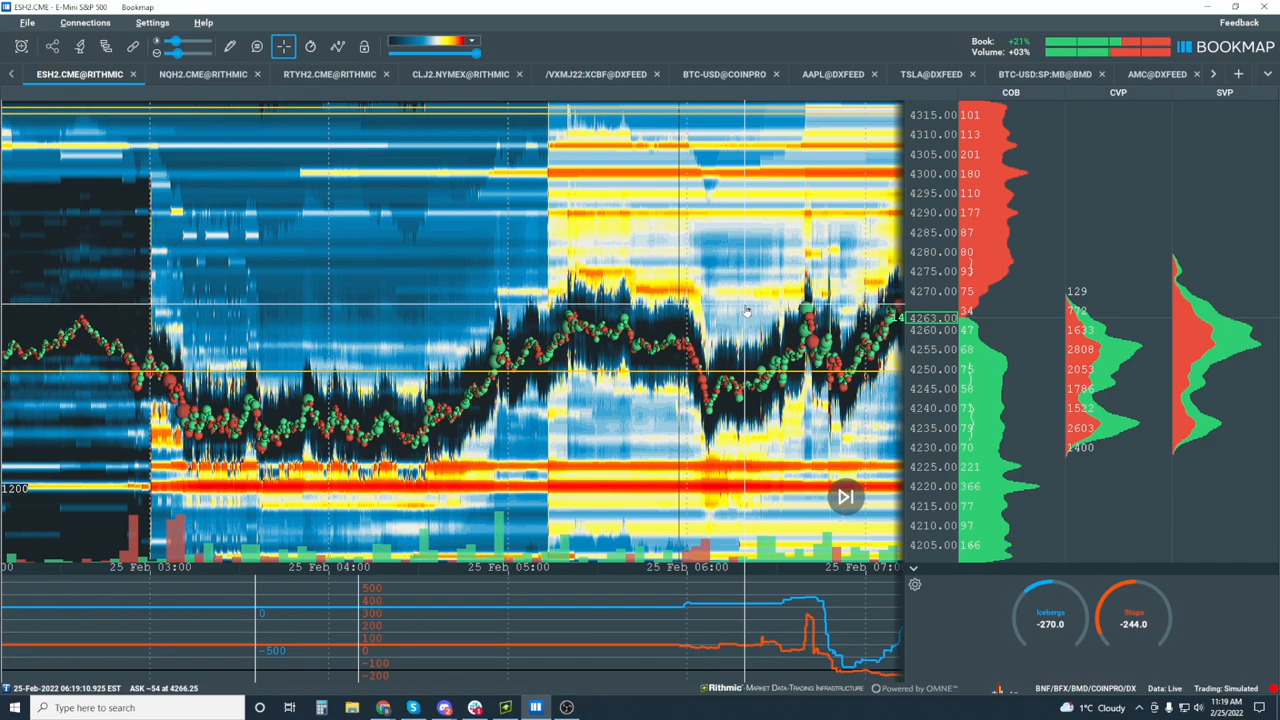 ESH2.CME - E-Mini S&P 500 Bookmap
File Connections Settings Help Feedback
Book: +21%
Volume: +03%
BOOKMAP
ESH2.CME@RITHMIC × NQH2.CME@RITHMIC × RTYH2.CME@RITHMIC × CLJ2.NYMEX@RITHMIC × /VXMJ22:XCBF@DXFEED × BTC-USD@COINPRO × AAPL@DXFEED × TSLA@DXFEED × BTC-USD:SP:MB@BMD × AMC@DXFEED ×
COB CVP SVP
4315.00 101
4310.00 113
4305.00 201
4300.00 180
4295.00 110
4290.00 177
4285.00 87
4280.00 80
4275.00 93
4270.00 75 129
34 772
14 4263.00
4260.00 47 1633
4255.00 68 2808
4250.00 75 2053
4245.00 58 1786
4240.00 71 1522
4235.00 79 2603
4230.00 70 1400
4225.00 221
1200 4220.00 366
4215.00 77
4210.00 97
4205.00 166
00 25 Feb 03:00 25 Feb 04:00 25 Feb 05:00 25 Feb 06:00 25 Feb 07:0
500
400
0 300
200
100
-500 0
-100
-200
Icebergs Stops
-270.0 -244.0
25-Feb-2022 06:19:10.925 EST ASK ~54 at 4266.25 Rithmic - Market Data-Trading Infrastructure Powered by OMNE™ BNF/BFX/BMD/COINPRO/DX Data: Live Trading: Simulated
Type here to search 1°C Cloudy 11:19 AM
2/25/2022